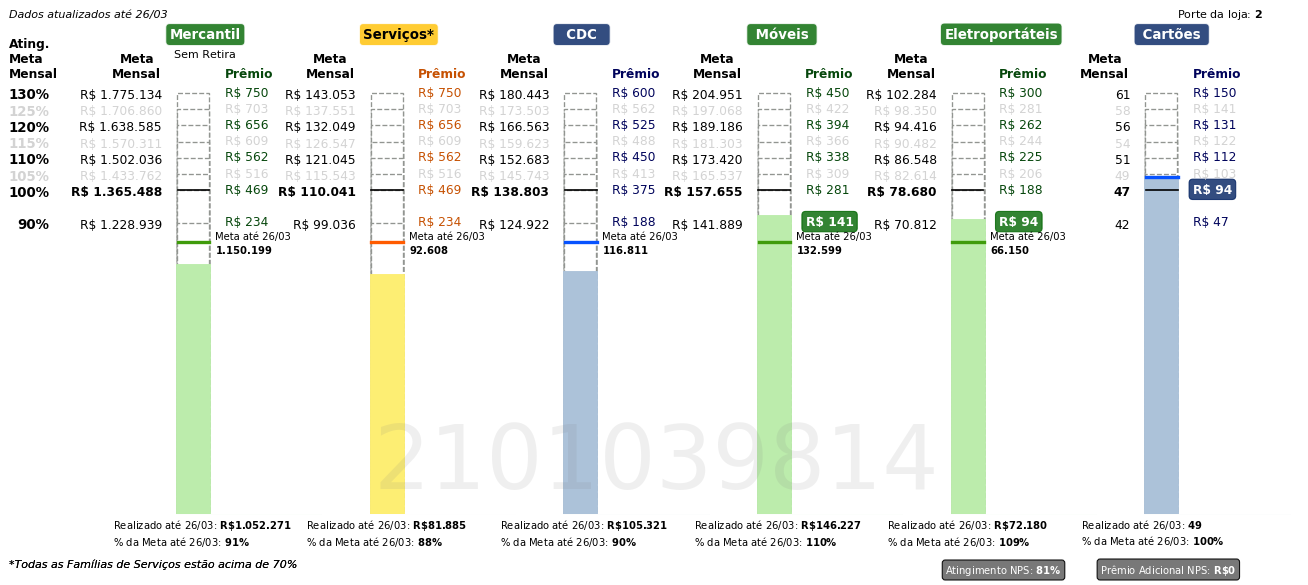 Dados atualizados até 26/03
Porte da loja: 2
Mercantil Serviços* CDC Móveis Eletroportáteis Cartões
Sem Retira
Ating. Meta Mensal
Meta Mensal Prêmio Meta Mensal Prêmio Meta Mensal Prêmio Meta Mensal Prêmio Meta Mensal Prêmio Meta Mensal Prêmio
130% R$ 1.775.134 R$ 750 R$ 143.053 R$ 750 R$ 180.443 R$ 600 R$ 204.951 R$ 450 R$ 102.284 R$ 300 61 R$ 150
125% R$ 1.706.860 R$ 703 R$ 137.551 R$ 703 R$ 173.503 R$ 562 R$ 197.068 R$ 422 R$ 98.350 R$ 281 58 R$ 141
120% R$ 1.638.585 R$ 656 R$ 132.049 R$ 656 R$ 166.563 R$ 525 R$ 189.186 R$ 394 R$ 94.416 R$ 262 56 R$ 131
115% R$ 1.570.311 R$ 609 R$ 126.547 R$ 609 R$ 159.623 R$ 488 R$ 181.303 R$ 366 R$ 90.482 R$ 244 54 R$ 122
110% R$ 1.502.036 R$ 562 R$ 121.045 R$ 562 R$ 152.683 R$ 450 R$ 173.420 R$ 338 R$ 86.548 R$ 225 51 R$ 112
105% R$ 1.433.762 R$ 516 R$ 115.543 R$ 516 R$ 145.743 R$ 413 R$ 165.537 R$ 309 R$ 82.614 R$ 206 49 R$ 103
100% R$ 1.365.488 R$ 469 R$ 110.041 R$ 469 R$ 138.803 R$ 375 R$ 157.655 R$ 281 R$ 78.680 R$ 188 47 R$ 94
90% R$ 1.228.939 R$ 234 R$ 99.036 R$ 234 R$ 124.922 R$ 188 R$ 141.889 R$ 141 R$ 70.812 R$ 94 42 R$ 47
Meta até 26/03 Meta até 26/03 Meta até 26/03 Meta até 26/03 Meta até 26/03
1.150.199 92.608 116.811 132.599 66.150
2101039814
Realizado até 26/03: R$1.052.271 Realizado até 26/03: R$81.885 Realizado até 26/03: R$105.321 Realizado até 26/03: R$146.227 Realizado até 26/03: R$72.180 Realizado até 26/03: 49
% da Meta até 26/03: 91% % da Meta até 26/03: 88% % da Meta até 26/03: 90% % da Meta até 26/03: 110% % da Meta até 26/03: 109% % da Meta até 26/03: 100%
*Todas as Famílias de Serviços estão acima de 70%
Atingimento NPS: 81% Prêmio Adicional NPS: R$0